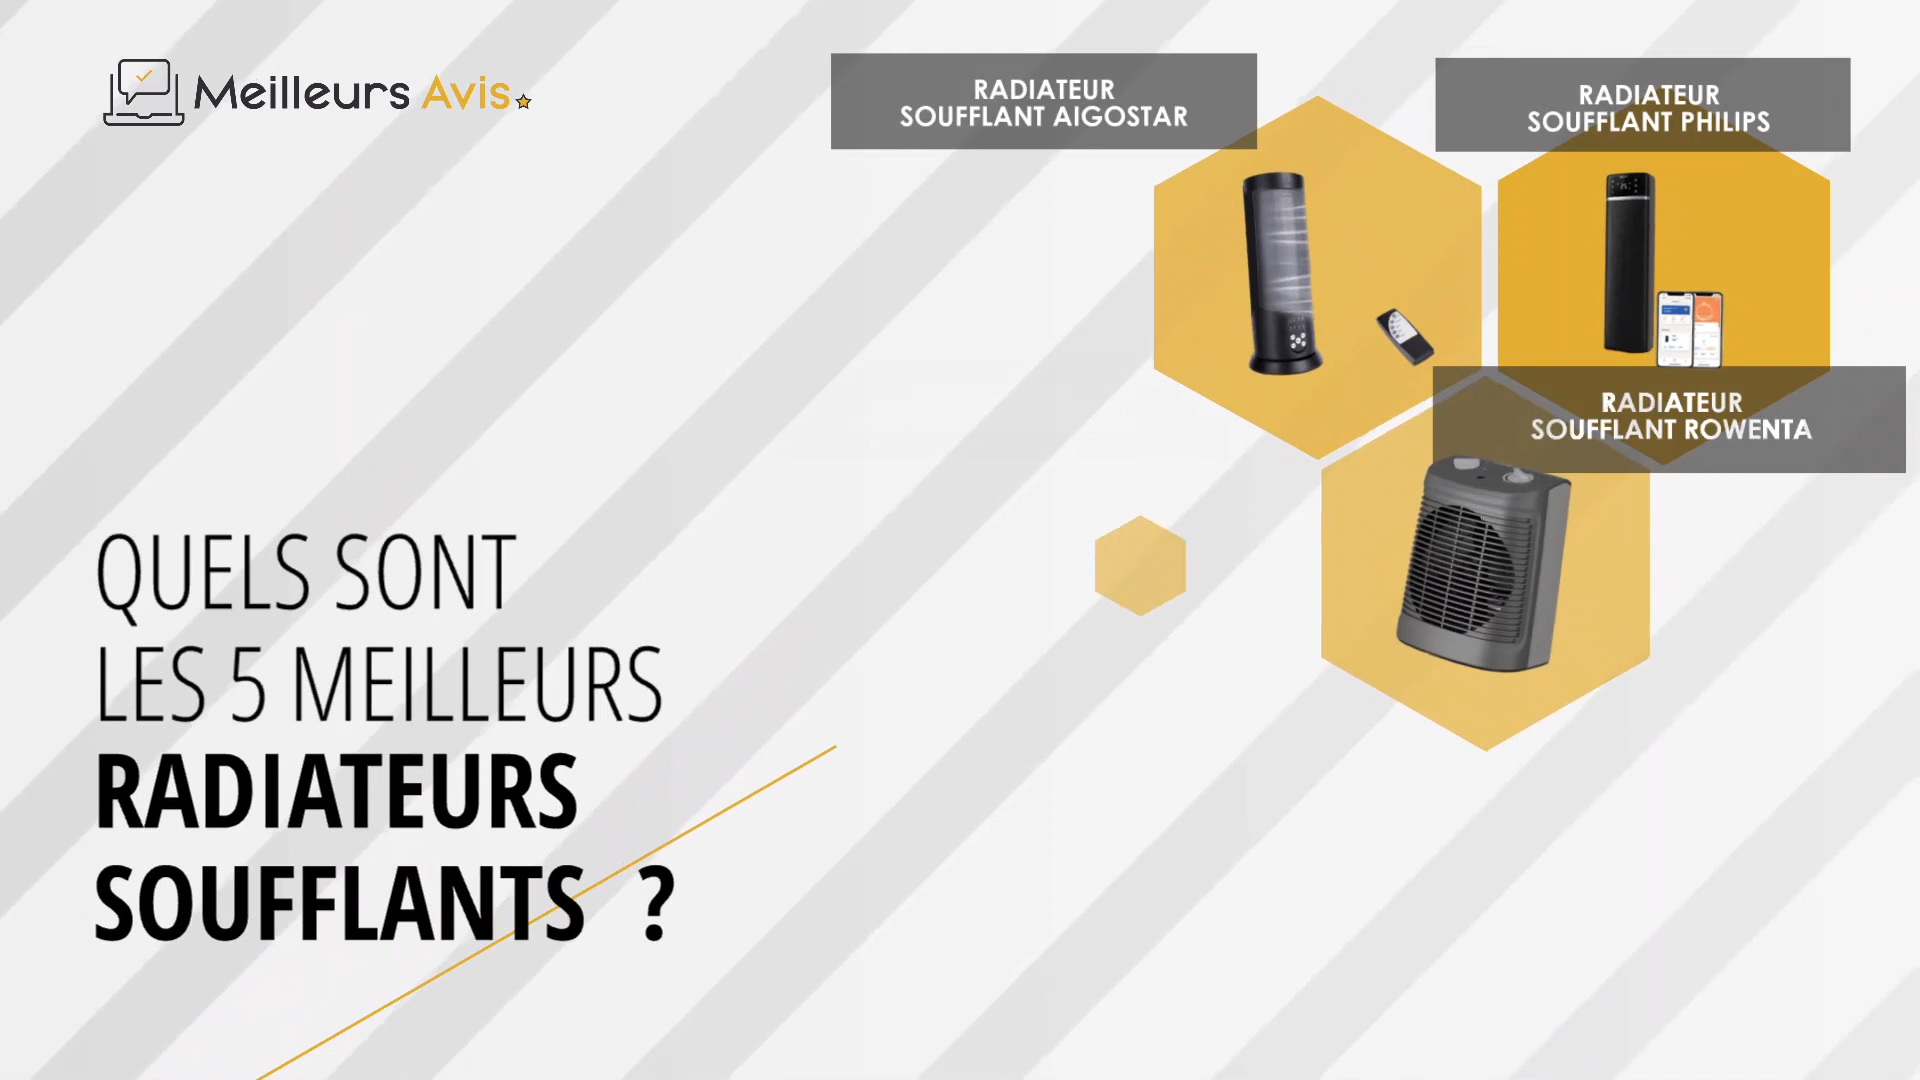 Meilleurs Avis
RADIATEUR
SOUFFLANT AIGOSTAR
RADIATEUR
SOUFFLANT PHILIPS
RADIATEUR
SOUFFLANT ROWENTA
QUELS SONT
LES 5 MEILLEURS
RADIATEURS
SOUFFLANTS ?